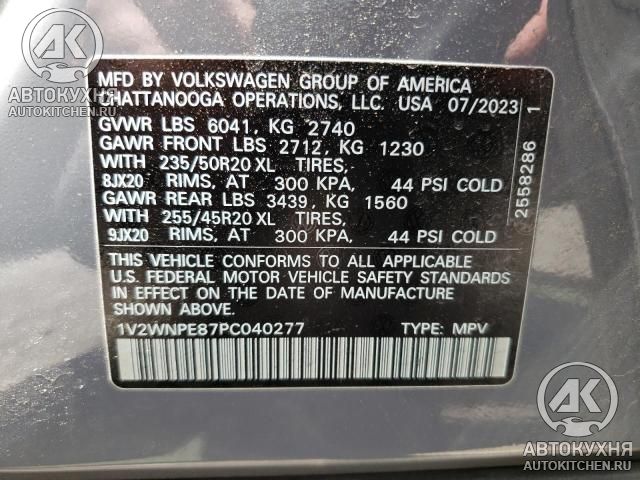 MFD BY VOLKSWAGEN GROUP OF AMERICA
CHATTANOOGA OPERATIONS, LLC. USA 07/2023
GVWR LBS 6041, KG 2740
GAWR FRONT LBS 2712, KG 1230
WITH 235/50R20 XL TIRES,
8JX20 RIMS, AT 300 KPA, 44 PSI COLD
GAWR REAR LBS 3439, KG 1560
WITH 255/45R20 XL TIRES,
9JX20 RIMS, AT 300 KPA, 44 PSI COLD
THIS VEHICLE CONFORMS TO ALL APPLICABLE
U.S. FEDERAL MOTOR VEHICLE SAFETY STANDARDS
IN EFFECT ON THE DATE OF MANUFACTURE
SHOWN ABOVE.
1V2WNPE87PC040277 TYPE: MPV
2558286 1
АК
АВТОКУХНЯ
AUTOKITCHEN.RU
АК
АВТОКУХНЯ
AUTOKITCHEN.RU